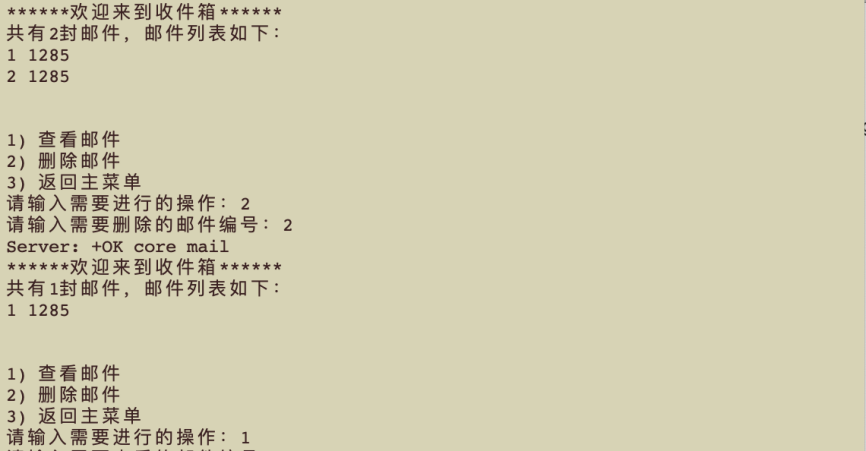 ******欢迎来到收件箱******
共有2封邮件, 邮件列表如下:
1 1285
2 1285
1) 查看邮件
2) 删除邮件
3) 返回主菜单
请输入需要进行的操作: 2
请输入需要删除的邮件编号: 2
Server: +OK core mail
******欢迎来到收件箱******
共有1封邮件, 邮件列表如下:
1 1285
1) 查看邮件
2) 删除邮件
3) 返回主菜单
请输入需要进行的操作: 1